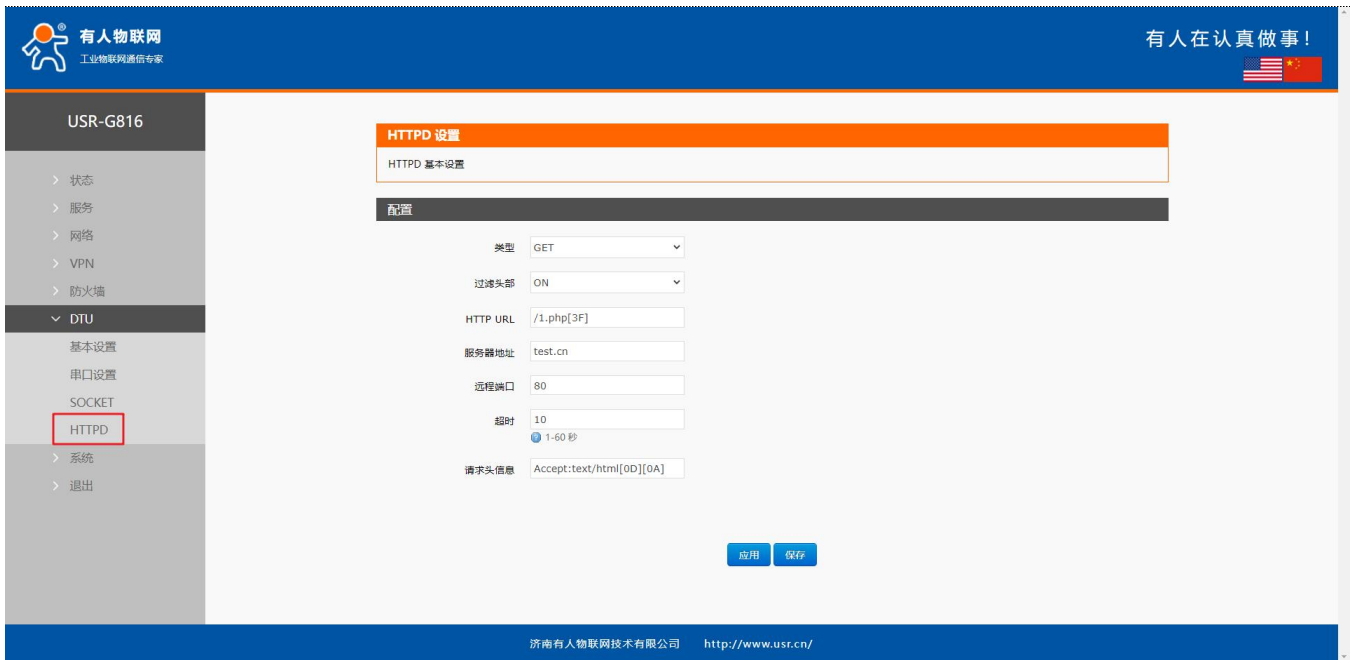 有人物联网
®
工业物联网通信专家
有人在认真做事！
USR-G816
状态
服务
网络
VPN
防火墙
DTU
基本设置
串口设置
SOCKET
HTTPD
系统
退出
HTTPD 设置
HTTPD 基本设置
配置
类型 GET
过滤头部 ON
HTTP URL /1.php[3F]
服务器地址 test.cn
远程端口 80
超时 10
1-60 秒
请求头信息 Accept:text/html[0D][0A]
应用 保存
济南有人物联网技术有限公司 http://www.usr.cn/